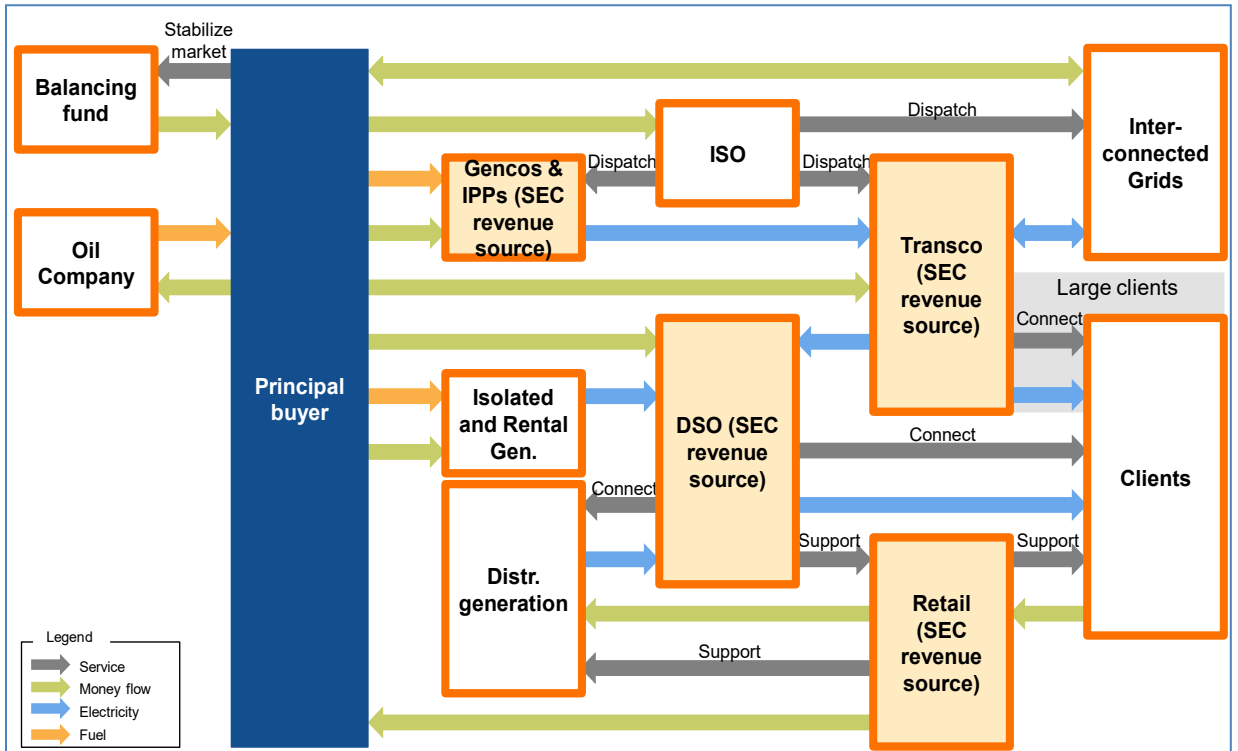 Stabilize
market
Balancing
fund
Oil
Company
Principal
buyer
Gencos &
IPPs (SEC
revenue
source)
Dispatch
ISO
Dispatch
Dispatch
Inter-
connected
Grids
Transco
(SEC
revenue
source)
Large clients
Connect
Isolated
and Rental
Gen.
DSO (SEC
revenue
source)
Connect
Clients
Connect
Distr.
generation
Support
Support
Retail
(SEC
revenue
source)
Support
Legend
Service
Money flow
Electricity
Fuel